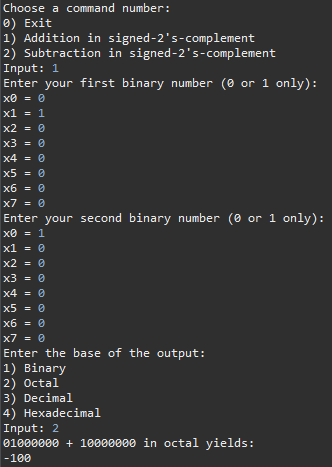 Choose a command number:
0) Exit
1) Addition in signed-2's-complement
2) Subtraction in signed-2's-complement
Input: 1
Enter your first binary number (0 or 1 only):
x0 = 0
x1 = 1
x2 = 0
x3 = 0
x4 = 0
x5 = 0
x6 = 0
x7 = 0
Enter your second binary number (0 or 1 only):
x0 = 1
x1 = 0
x2 = 0
x3 = 0
x4 = 0
x5 = 0
x6 = 0
x7 = 0
Enter the base of the output:
1) Binary
2) Octal
3) Decimal
4) Hexadecimal
Input: 2
01000000 + 10000000 in octal yields:
-100